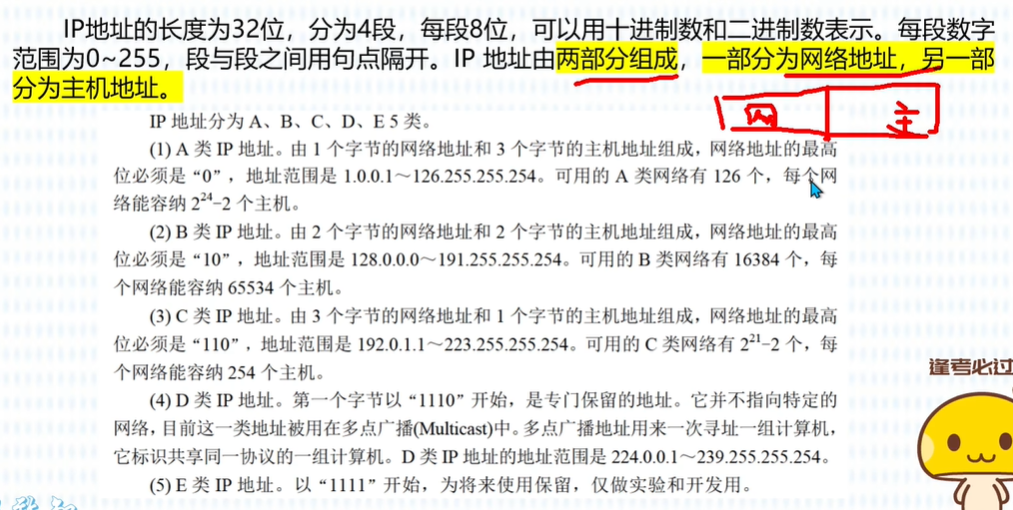 IP地址的长度为32位，分为4段，每段8位，可以用十进制数和二进制数表示。每段数字
范围为0~255，段与段之间用句点隔开。IP 地址由两部分组成，一部分为网络地址，另一部
分为主机地址。
网 主
IP 地址分为 A、B、C、D、E 5 类。
(1) A 类 IP 地址。由 1 个字节的网络地址和 3 个字节的主机地址组成，网络地址的最高
位必须是“0”，地址范围是 1.0.0.1～126.255.255.254。可用的 A 类网络有 126 个，每个网
络能容纳 2²⁴-2 个主机。
(2) B 类 IP 地址。由 2 个字节的网络地址和 2 个字节的主机地址组成，网络地址的最高
位必须是“10”，地址范围是 128.0.0.0～191.255.255.254。可用的 B 类网络有 16384 个，每
个网络能容纳 65534 个主机。
(3) C 类 IP 地址。由 3 个字节的网络地址和 1 个字节的主机地址组成，网络地址的最高
位必须是“110”，地址范围是 192.0.1.1～223.255.255.254。可用的 C 类网络有 2²¹-2 个，每
个网络能容纳 254 个主机。
逢考必过
(4) D 类 IP 地址。第一个字节以“1110”开始，是专门保留的地址。它并不指向特定的
网络，目前这一类地址被用在多点广播(Multicast)中。多点广播地址用来一次寻址一组计算机，
它标识共享同一协议的一组计算机。D 类 IP 地址的地址范围是 224.0.0.1～239.255.255.254。
(5) E 类 IP 地址。以“1111”开始，为将来使用保留，仅做实验和开发用。